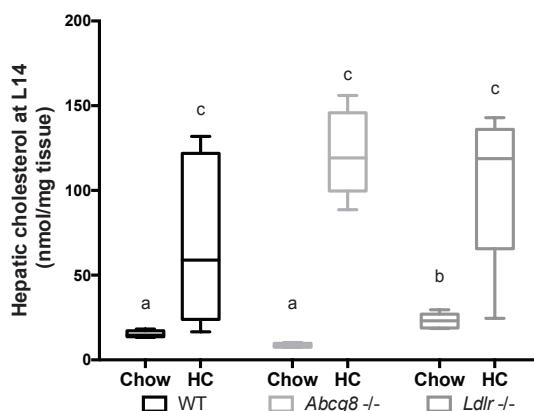 Hepatic cholesterol at L14
(nmol/mg tissue)
200
150
100
50
0
a
c
a
c
b
c
Chow HC Chow HC Chow HC
WT Abcg8 -/- Ldlr -/-